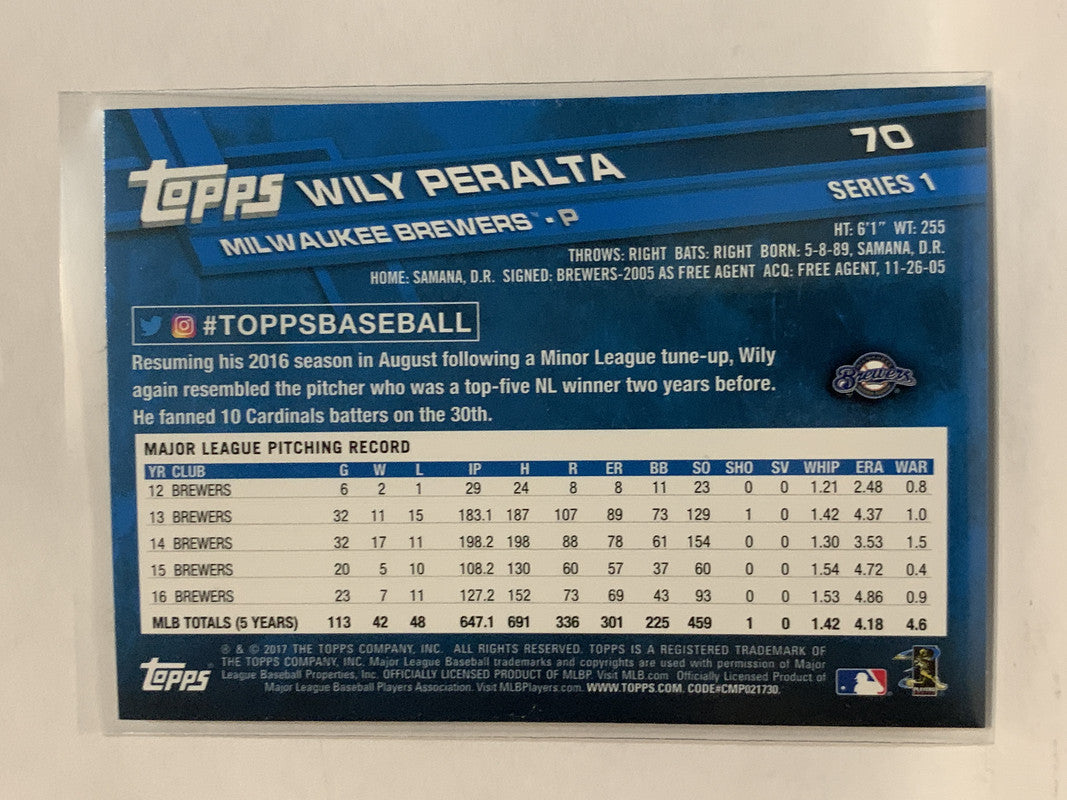 70
TOPPS WILY PERALTA
SERIES 1
MILWAUKEE BREWERS™ - P
HT: 6'1" WT: 255
THROWS: RIGHT BATS: RIGHT BORN: 5-8-89, SAMANA, D.R.
HOME: SAMANA, D.R. SIGNED: BREWERS-2005 AS FREE AGENT ACQ: FREE AGENT, 11-26-05
#TOPPSBASEBALL
Resuming his 2016 season in August following a Minor League tune-up, Wily
again resembled the pitcher who was a top-five NL winner two years before.
He fanned 10 Cardinals batters on the 30th.
Brewers
MAJOR LEAGUE PITCHING RECORD
YR CLUB G W L IP H R ER BB SO SHO SV WHIP ERA WAR
12 BREWERS 6 2 1 29 24 8 8 11 23 0 0 1.21 2.48 0.8
13 BREWERS 32 11 15 183.1 187 107 89 73 129 1 0 1.42 4.37 1.0
14 BREWERS 32 17 11 198.2 198 88 78 61 154 0 0 1.30 3.53 1.5
15 BREWERS 20 5 10 108.2 130 60 57 37 60 0 0 1.54 4.72 0.4
16 BREWERS 23 7 11 127.2 152 73 69 43 93 0 0 1.53 4.86 0.9
MLB TOTALS (5 YEARS) 113 42 48 647.1 691 336 301 225 459 1 0 1.42 4.18 4.6
® & © 2017 THE TOPPS COMPANY, INC. ALL RIGHTS RESERVED. TOPPS IS A REGISTERED TRADEMARK OF
THE TOPPS COMPANY, INC. Major League Baseball trademarks and copyrights are used with permission of Major
League Baseball Properties, Inc. OFFICIALLY LICENSED PRODUCT OF MLBP. Visit MLB.com Officially Licensed Product of
Major League Baseball Players Association. Visit MLBPlayers.com. WWW.TOPPS.COM. CODE#CMP021730.
TOPPS®
PLAYERS